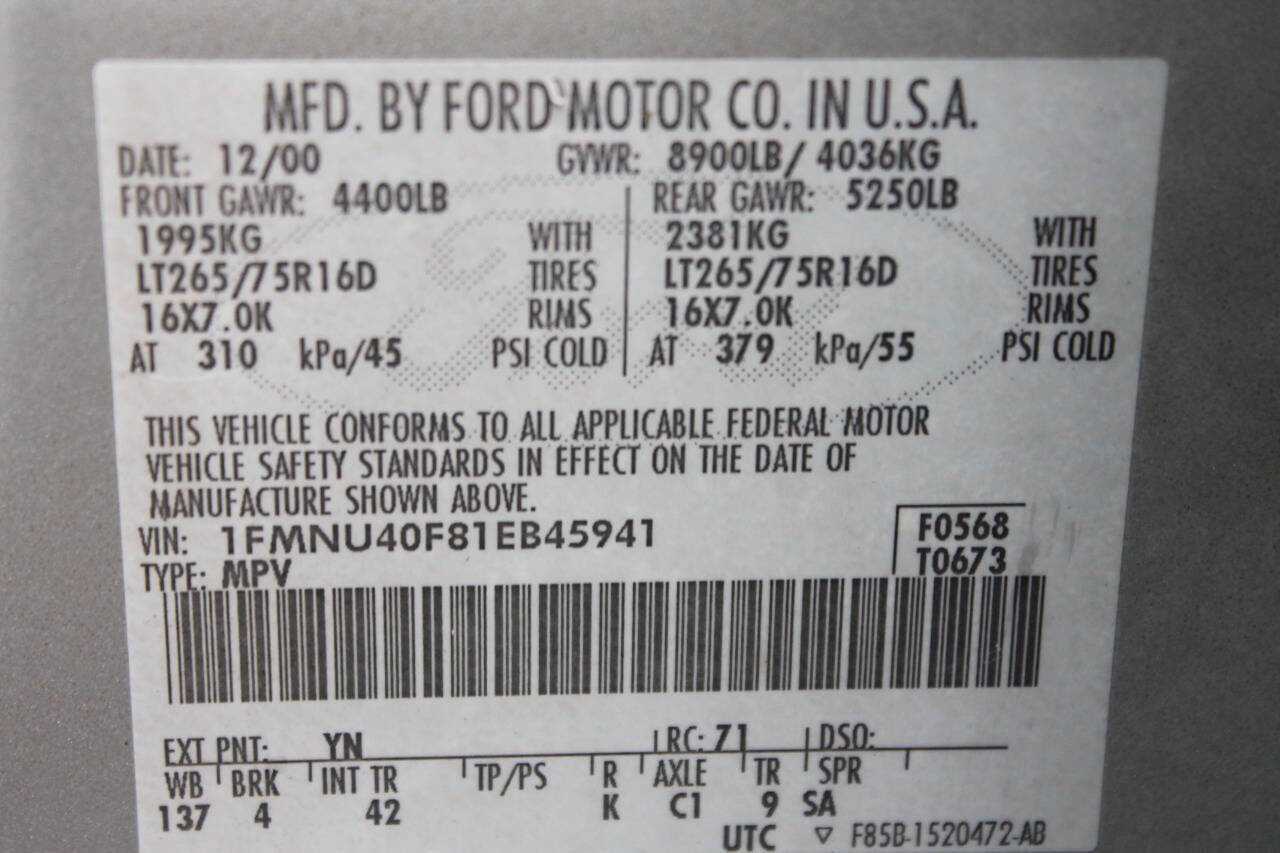 MFD. BY FORD MOTOR CO. IN U.S.A.
DATE: 12/00 GVWR: 8900LB/ 4036KG
FRONT GAWR: 4400LB REAR GAWR: 5250LB
1995KG WITH 2381KG WITH
LT265/75R16D TIRES LT265/75R16D TIRES
16X7.0K RIMS 16X7.0K RIMS
AT 310 kPa/45 PSI COLD AT 379 kPa/55 PSI COLD
THIS VEHICLE CONFORMS TO ALL APPLICABLE FEDERAL MOTOR
VEHICLE SAFETY STANDARDS IN EFFECT ON THE DATE OF
MANUFACTURE SHOWN ABOVE.
VIN: 1FMNU40F81EB45941 F0568
TYPE: MPV T0673
EXT PNT: YN RC: 71 DSO:
WB BRK INT TR TP/PS R AXLE TR SPR
137 4 42 K C1 9 SA
UTC ▽ F85B-1520472-AB